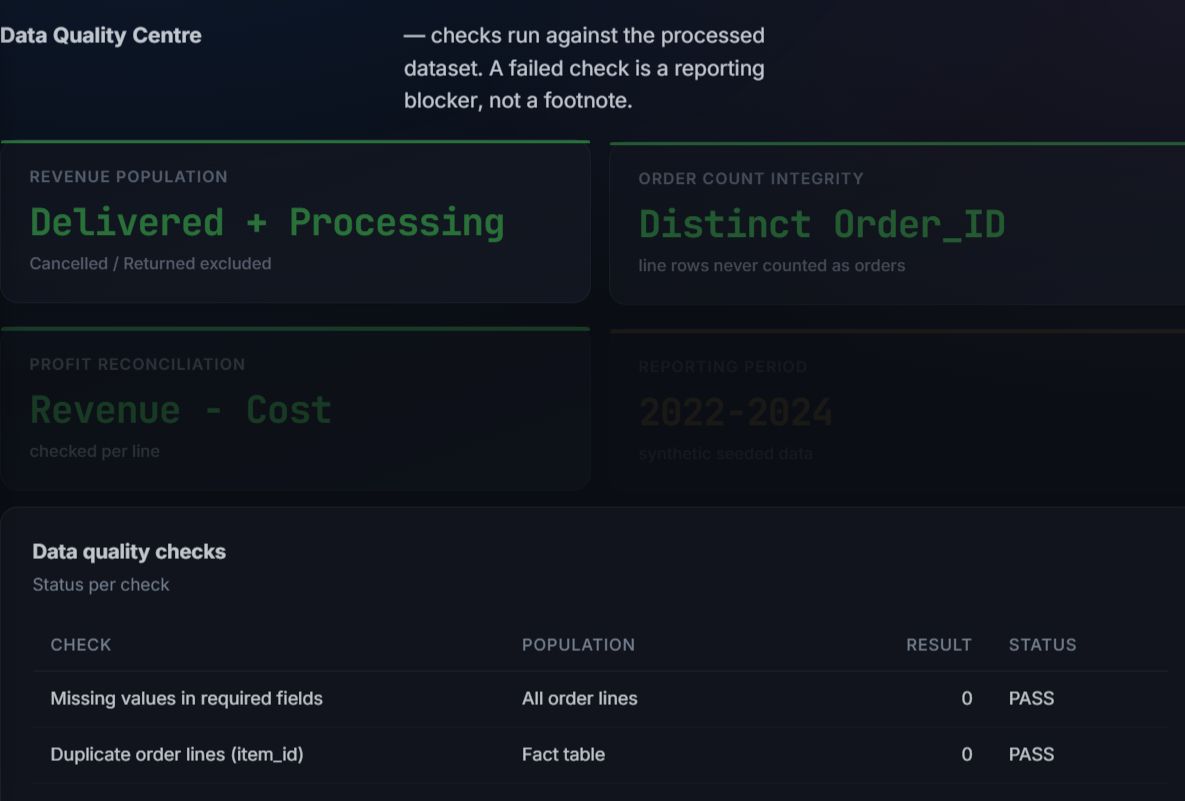 Data Quality Centre
— checks run against the processed
dataset. A failed check is a reporting
blocker, not a footnote.
REVENUE POPULATION
Delivered + Processing
Cancelled / Returned excluded
ORDER COUNT INTEGRITY
Distinct Order_ID
line rows never counted as orders
PROFIT RECONCILIATION
Revenue - Cost
checked per line
REPORTING PERIOD
2022-2024
synthetic seeded data
Data quality checks
Status per check
CHECK POPULATION RESULT STATUS
Missing values in required fields All order lines 0 PASS
Duplicate order lines (item_id) Fact table 0 PASS